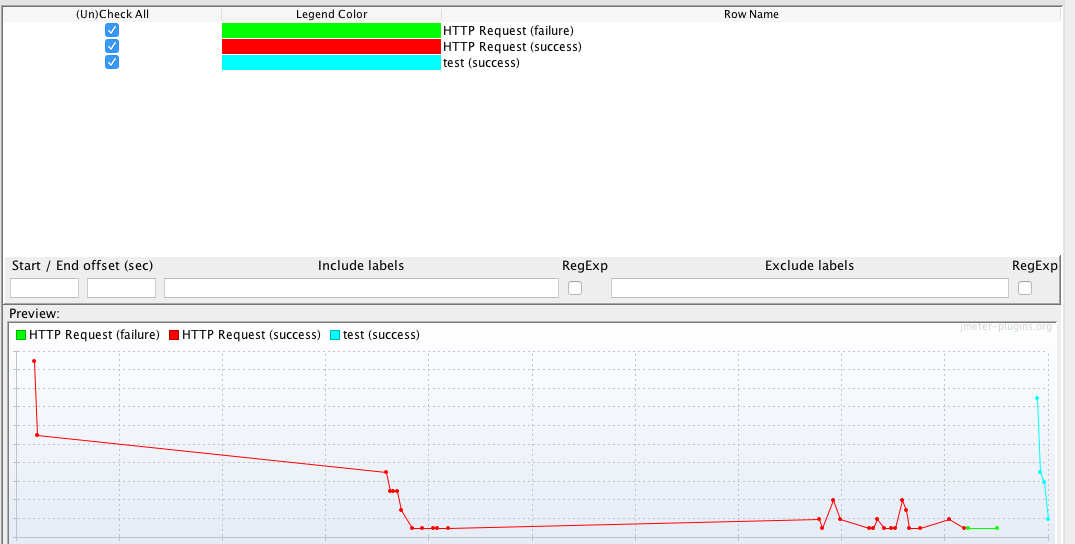 (Un)Check All Legend Color Row Name
HTTP Request (failure)
HTTP Request (success)
test (success)
Start / End offset (sec) Include labels RegExp Exclude labels RegExp
Preview:
jmeter-plugins.org
HTTP Request (failure) HTTP Request (success) test (success)